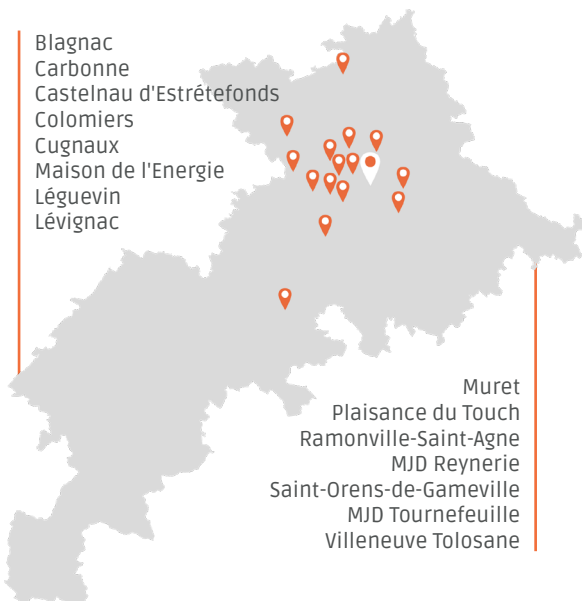 Blagnac
Carbonne
Castelnau d'Estrétefonds
Colomiers
Cugnaux
Maison de l'Energie
Léguevin
Lévignac
Muret
Plaisance du Touch
Ramonville-Saint-Agne
MJD Reynerie
Saint-Orens-de-Gameville
MJD Tournefeuille
Villeneuve Tolosane